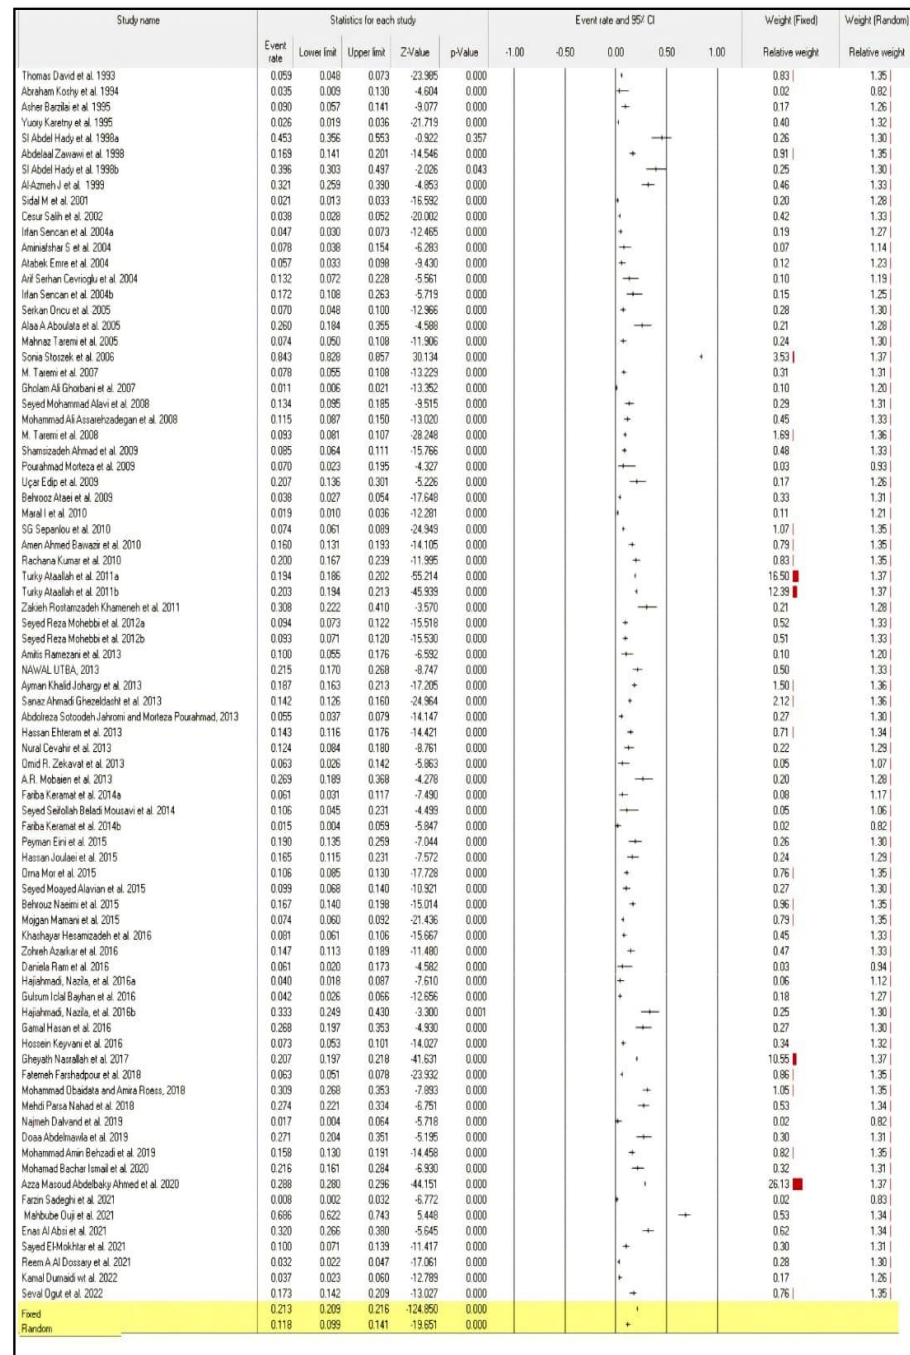 Study name Statistics for each study Event rate and 95% CI Weight (Fixed) Weight (Random)
Event rate Lower limit Upper limit Z-Value p-Value -1.00 -0.50 0.00 0.50 1.00 Relative weight Relative weight
Thomas David et al. 1993 0.059 0.048 0.073 -23.985 0.000 0.83 1.35
Abraham Koshy et al. 1994 0.035 0.009 0.130 -4.604 0.000 0.02 0.82
Asher Barzilai et al. 1995 0.090 0.057 0.141 -9.077 0.000 0.17 1.26
Yuory Karetny et al. 1995 0.026 0.019 0.036 -21.719 0.000 0.40 1.32
SI Abdel Hady et al. 1998a 0.453 0.356 0.553 -0.922 0.357 0.26 1.30
Abdelaal Zawawi et al. 1998 0.169 0.141 0.201 -14.546 0.000 0.91 1.35
SI Abdel Hady et al. 1998b 0.396 0.303 0.497 -2.026 0.043 0.25 1.30
Al-Azmeh J et al. 1999 0.321 0.259 0.390 -4.853 0.000 0.46 1.33
Sidal M et al. 2001 0.021 0.013 0.033 -16.592 0.000 0.20 1.28
Cesur Salih et al. 2002 0.038 0.028 0.052 -20.002 0.000 0.42 1.33
Irfan Sencan et al. 2004a 0.047 0.030 0.073 -12.465 0.000 0.19 1.27
Aminiafshar S et al. 2004 0.078 0.038 0.154 -6.283 0.000 0.07 1.14
Atabek Emre et al. 2004 0.057 0.033 0.098 -9.430 0.000 0.12 1.23
Arif Serhan Cevrioglu et al. 2004 0.132 0.072 0.228 -5.561 0.000 0.10 1.19
Irfan Sencan et al. 2004b 0.172 0.108 0.263 -5.719 0.000 0.15 1.25
Serkan Oncu et al. 2005 0.070 0.048 0.100 -12.966 0.000 0.28 1.30
Alaa A Aboulata et al. 2005 0.260 0.184 0.355 -4.588 0.000 0.21 1.28
Mahnaz Taremi et al. 2005 0.074 0.050 0.108 -11.906 0.000 0.24 1.30
Sonia Stoszek et al. 2006 0.843 0.828 0.857 30.134 0.000 3.53 1.37
M. Taremi et al. 2007 0.078 0.055 0.108 -13.229 0.000 0.31 1.31
Gholam Ali Ghorbani et al. 2007 0.011 0.006 0.021 -13.352 0.000 0.10 1.20
Seyed Mohammad Alavi et al. 2008 0.134 0.095 0.185 -9.515 0.000 0.29 1.31
Mohammad Ali Assarehzadegan et al. 2008 0.115 0.087 0.150 -13.020 0.000 0.45 1.33
M. Taremi et al. 2008 0.093 0.081 0.107 -28.248 0.000 1.69 1.36
Shamsizadeh Ahmad et al. 2009 0.085 0.064 0.111 -15.766 0.000 0.48 1.33
Pourahmad Morteza et al. 2009 0.070 0.023 0.195 -4.327 0.000 0.03 0.93
Uçar Edip et al. 2009 0.207 0.136 0.301 -5.226 0.000 0.17 1.26
Behrooz Ataei et al. 2009 0.038 0.027 0.054 -17.648 0.000 0.33 1.31
Maral I et al. 2010 0.019 0.010 0.036 -12.281 0.000 0.11 1.21
SG Sepanlou et al. 2010 0.074 0.061 0.089 -24.949 0.000 1.07 1.35
Amen Ahmed Bawazir et al. 2010 0.160 0.131 0.193 -14.105 0.000 0.79 1.35
Rachana Kumar et al. 2010 0.200 0.167 0.239 -11.995 0.000 0.83 1.35
Turky Ataallah et al. 2011a 0.194 0.186 0.202 -55.214 0.000 16.50 1.37
Turky Ataallah et al. 2011b 0.203 0.194 0.213 -45.939 0.000 12.39 1.37
Zakieh Rostamzadeh Khameneh et al. 2011 0.308 0.222 0.410 -3.570 0.000 0.21 1.28
Seyed Reza Mohebbi et al. 2012a 0.094 0.073 0.122 -15.518 0.000 0.52 1.33
Seyed Reza Mohebbi et al. 2012b 0.093 0.071 0.120 -15.530 0.000 0.51 1.33
Amitis Ramezani et al. 2013 0.100 0.055 0.176 -6.592 0.000 0.10 1.20
NAWAL UTBA, 2013 0.215 0.170 0.268 -8.747 0.000 0.50 1.33
Ayman Khalid Johargy et al. 2013 0.187 0.163 0.213 -17.205 0.000 1.50 1.36
Sanaz Ahmadi Ghezeldasht et al. 2013 0.142 0.126 0.160 -24.964 0.000 2.12 1.36
Abdolreza Sotoodeh Jahromi and Morteza Pourahmad, 2013 0.055 0.037 0.079 -14.147 0.000 0.27 1.30
Hassan Ehteram et al. 2013 0.143 0.116 0.176 -14.421 0.000 0.71 1.34
Nural Cevahir et al. 2013 0.124 0.084 0.180 -8.761 0.000 0.22 1.29
Omid R. Zekavat et al. 2013 0.063 0.026 0.142 -5.863 0.000 0.05 1.07
A.R. Mobaien et al. 2013 0.269 0.189 0.368 -4.278 0.000 0.20 1.28
Fariba Keramat et al. 2014a 0.061 0.031 0.117 -7.490 0.000 0.08 1.17
Seyed Seifollah Beladi Mousavi et al. 2014 0.106 0.045 0.231 -4.499 0.000 0.05 1.06
Fariba Keramat et al. 2014b 0.015 0.004 0.059 -5.847 0.000 0.02 0.82
Peyman Eini et al. 2015 0.190 0.135 0.259 -7.044 0.000 0.26 1.30
Hassan Joulaei et al. 2015 0.165 0.115 0.231 -7.572 0.000 0.24 1.29
Orna Mor et al. 2015 0.106 0.085 0.130 -17.728 0.000 0.76 1.35
Seyed Moayed Alavian et al. 2015 0.099 0.068 0.140 -10.921 0.000 0.27 1.30
Behrouz Naeimi et al. 2015 0.167 0.140 0.198 -15.014 0.000 0.96 1.35
Mojgan Mamani et al. 2015 0.074 0.060 0.092 -21.436 0.000 0.79 1.35
Khashayar Hesamizadeh et al. 2016 0.081 0.061 0.106 -15.667 0.000 0.45 1.33
Zohreh Azarkar et al. 2016 0.147 0.113 0.189 -11.480 0.000 0.47 1.33
Daniela Ram et al. 2016 0.061 0.020 0.173 -4.582 0.000 0.03 0.94
Hajiahmadi, Nazila, et al. 2016a 0.040 0.018 0.087 -7.610 0.000 0.06 1.12
Gulsum Iclal Bayhan et al. 2016 0.042 0.026 0.066 -12.656 0.000 0.18 1.27
Hajiahmadi, Nazila, et al. 2016b 0.333 0.249 0.430 -3.300 0.001 0.25 1.30
Gamal Hasan et al. 2016 0.268 0.197 0.353 -4.930 0.000 0.27 1.30
Hossein Keyvani et al. 2016 0.073 0.053 0.101 -14.027 0.000 0.34 1.32
Gheyath Nasrallah et al. 2017 0.207 0.197 0.218 -41.631 0.000 10.55 1.37
Fatemeh Farshadpour et al. 2018 0.063 0.051 0.078 -23.932 0.000 0.86 1.35
Mohammad Obaidata and Amira Roess, 2018 0.309 0.268 0.353 -7.893 0.000 1.05 1.35
Mehdi Parsa Nahad et al. 2018 0.274 0.221 0.334 -6.751 0.000 0.53 1.34
Najmeh Dalvand et al. 2019 0.017 0.004 0.064 -5.718 0.000 0.02 0.82
Doaa Abdelmawla et al. 2019 0.271 0.204 0.351 -5.195 0.000 0.30 1.31
Mohammad Amin Behzadi et al. 2019 0.158 0.130 0.191 -14.458 0.000 0.82 1.35
Mohamad Bachar Ismail et al. 2020 0.216 0.161 0.284 -6.930 0.000 0.32 1.31
Azza Masoud Abdelbaky Ahmed et al. 2020 0.288 0.280 0.296 -44.151 0.000 26.13 1.37
Farzin Sadeghi et al. 2021 0.008 0.002 0.032 -6.772 0.000 0.02 0.83
Mahbube Ouji et al. 2021 0.686 0.622 0.743 5.448 0.000 0.53 1.34
Enas Al Absi et al. 2021 0.320 0.266 0.380 -5.645 0.000 0.62 1.34
Sayed El-Mokhtar et al. 2021 0.100 0.071 0.139 -11.417 0.000 0.30 1.31
Reem A Al Dossary et al. 2021 0.032 0.022 0.047 -17.061 0.000 0.28 1.30
Kamal Dumaidi wt al. 2022 0.037 0.023 0.060 -12.789 0.000 0.17 1.26
Seval Ogut et al. 2022 0.173 0.142 0.209 -13.027 0.000 0.76 1.35
Fixed 0.213 0.209 0.216 -124.850 0.000
Random 0.118 0.099 0.141 -19.651 0.000